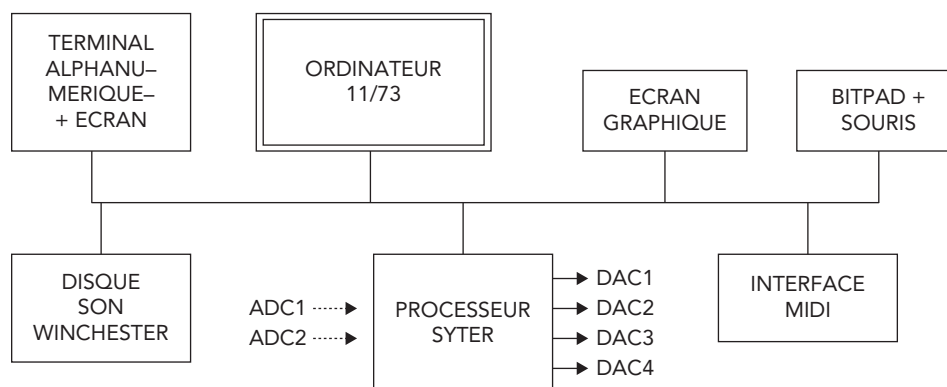 TERMINAL
ALPHANU–
MERIQUE–
+ ECRAN
ORDINATEUR
11/73
ECRAN
GRAPHIQUE
BITPAD +
SOURIS
DISQUE
SON
WINCHESTER
ADC1
ADC2
PROCESSEUR
SYTER
DAC1
DAC2
DAC3
DAC4
INTERFACE
MIDI